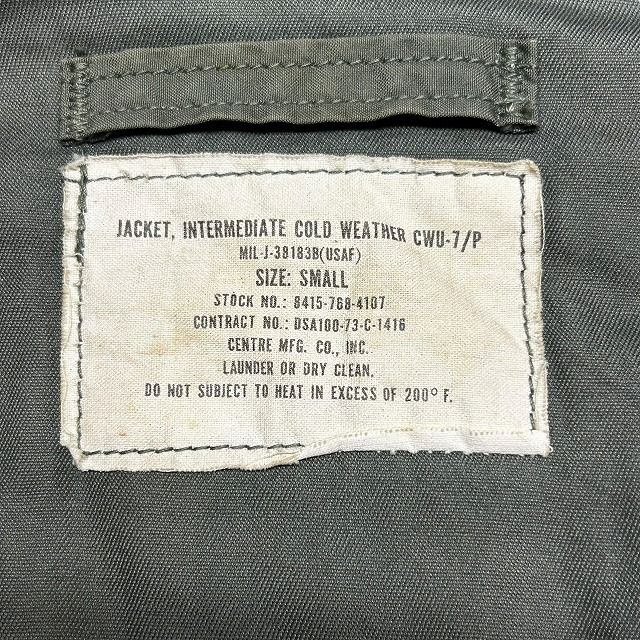 JACKET, INTERMEDIATE COLD WEATHER CWU-7/P
MIL-J-38183B(USAF)
SIZE: SMALL
STOCK NO.: 8415-768-4107
CONTRACT NO.: DSA100-73-C-1416
CENTRE MFG. CO., INC.
LAUNDER OR DRY CLEAN.
DO NOT SUBJECT TO HEAT IN EXCESS OF 200° F.